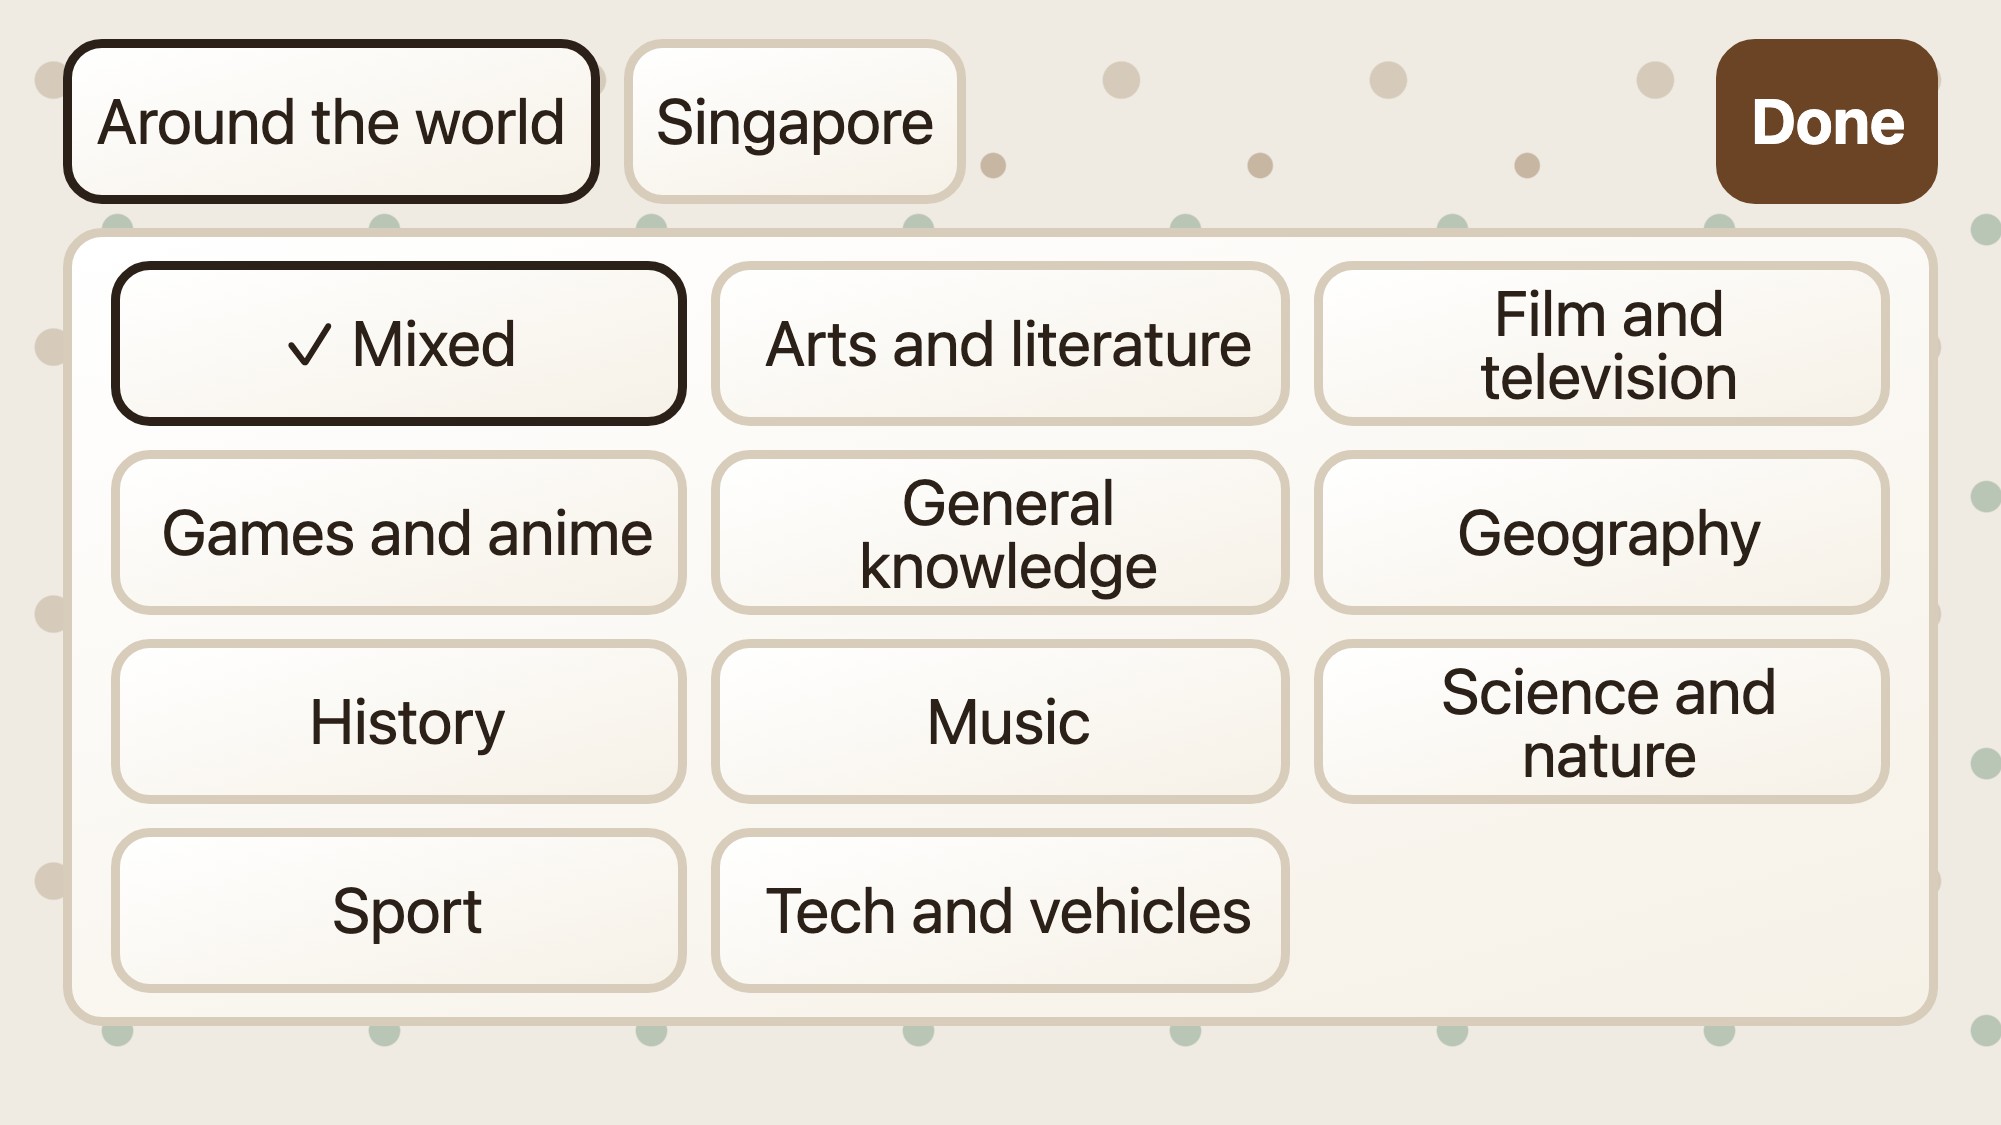 Around the world
Singapore
Done
✓ Mixed
Arts and literature
Film and
television
Games and anime
General
knowledge
Geography
History
Music
Science and
nature
Sport
Tech and vehicles